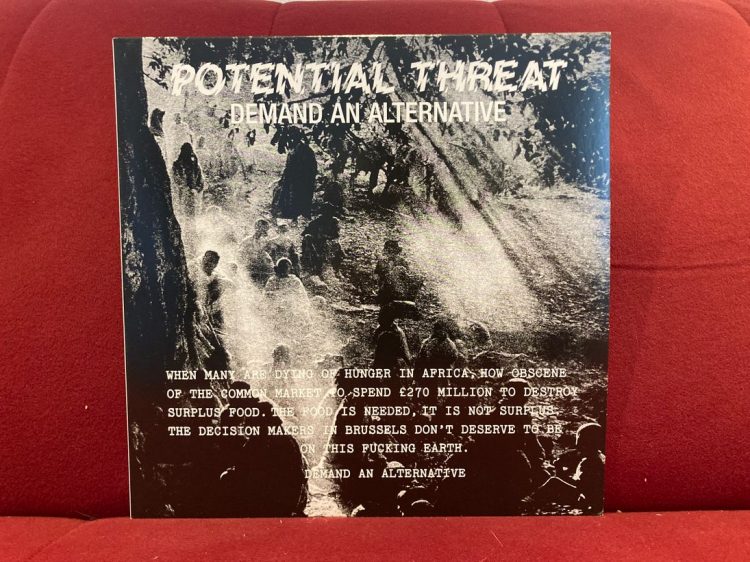 POTENTIAL THREAT
DEMAND AN ALTERNATIVE
WHEN MANY ARE DYING OF HUNGER IN AFRICA, HOW OBSCENE
OF THE COMMON MARKET TO SPEND £270 MILLION TO DESTROY
SURPLUS FOOD. THE FOOD IS NEEDED, IT IS NOT SURPLUS.
THE DECISION MAKERS IN BRUSSELS DON'T DESERVE TO BE
ON THIS FUCKING EARTH.
DEMAND AN ALTERNATIVE